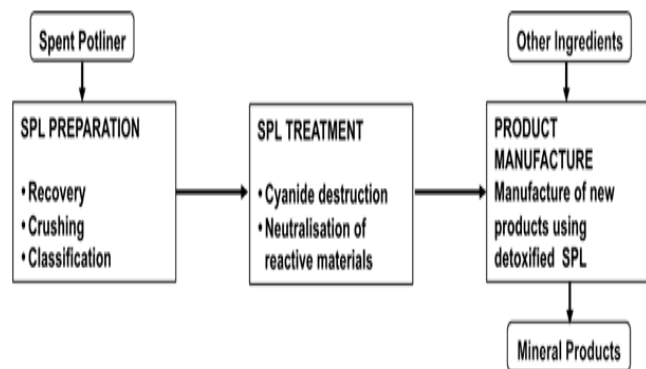 Spent Potliner
Other Ingredients
SPL PREPARATION
• Recovery
• Crushing
• Classification
SPL TREATMENT
• Cyanide destruction
• Neutralisation of
reactive materials
PRODUCT
MANUFACTURE
Manufacture of new
products using
detoxified SPL
Mineral Products